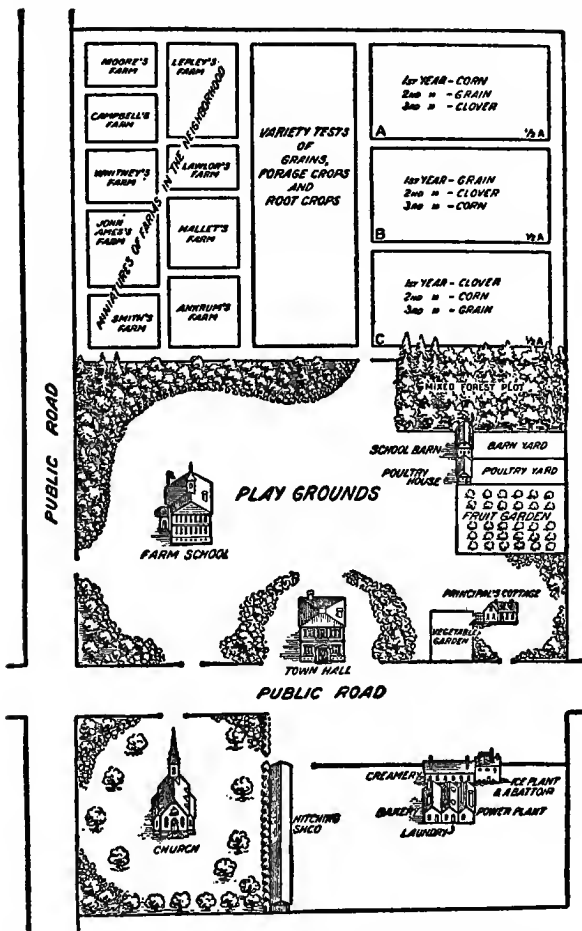 MOORE'S
FARM
CAMPBELL'S
FARM
WHITNEY'S
FARM
JOHN
AMES'S
FARM
SMITH'S
FARM
LEPLEY'S
FARM
LAWLOR'S
FARM
MALLET'S
FARM
ANKRUM'S
FARM
MINIATURES OF FARMS IN THE NEIGHBORHOOD
VARIETY TESTS
OF
GRAINS,
FORAGE CROPS
AND
ROOT CROPS
1ST YEAR - CORN
2ND " - GRAIN
3RD " - CLOVER
A ½ A
1ST YEAR - GRAIN
2ND " - CLOVER
3RD " - CORN
B ½ A
1ST YEAR - CLOVER
2ND " - CORN
3RD " - GRAIN
C ½ A
PUBLIC ROAD
MIXED FOREST PLOT
SCHOOL BARN
BARN YARD
POULTRY
HOUSE
POULTRY YARD
FRUIT GARDEN
PLAY GROUNDS
FARM SCHOOL
PRINCIPAL'S COTTAGE
VEGETABLE
GARDEN
TOWN HALL
PUBLIC ROAD
CHURCH
HITCHING
SHED
CREAMERY
ICE PLANT
& ABATTOIR
BAKERY
POWER PLANT
LAUNDRY